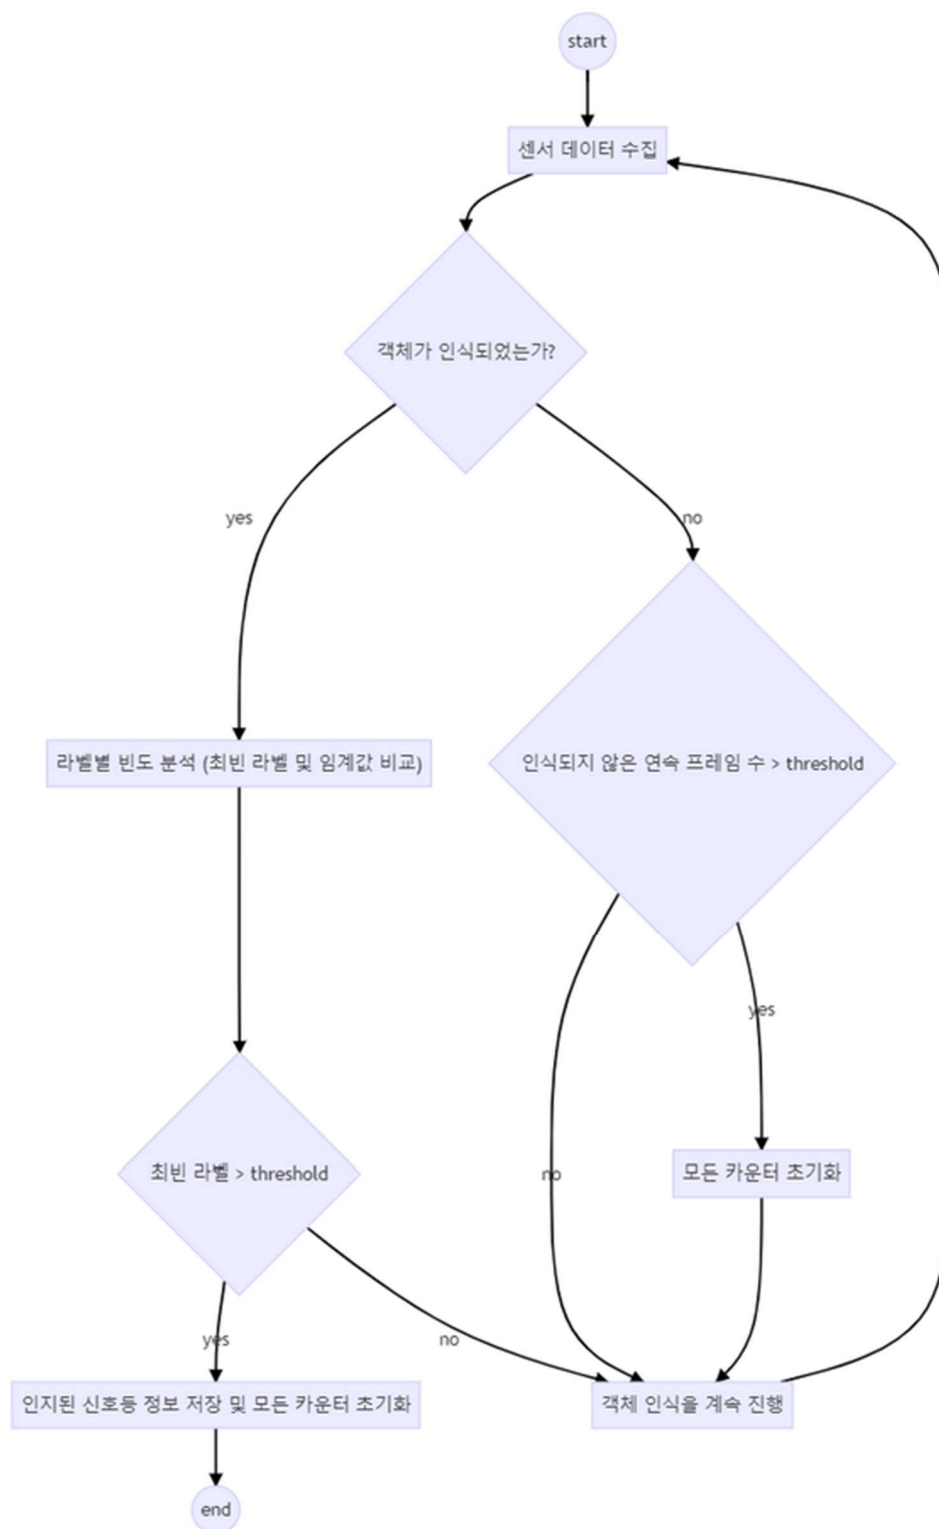 start
센서 데이터 수집
객체가 인식되었는가?
yes
no
라벨별 빈도 분석 (최빈 라벨 및 임계값 비교)
인식되지 않은 연속 프레임 수 > threshold
yes
최빈 라벨 > threshold
no
모든 카운터 초기화
yes
no
인지된 신호등 정보 저장 및 모든 카운터 초기화
객체 인식을 계속 진행
end